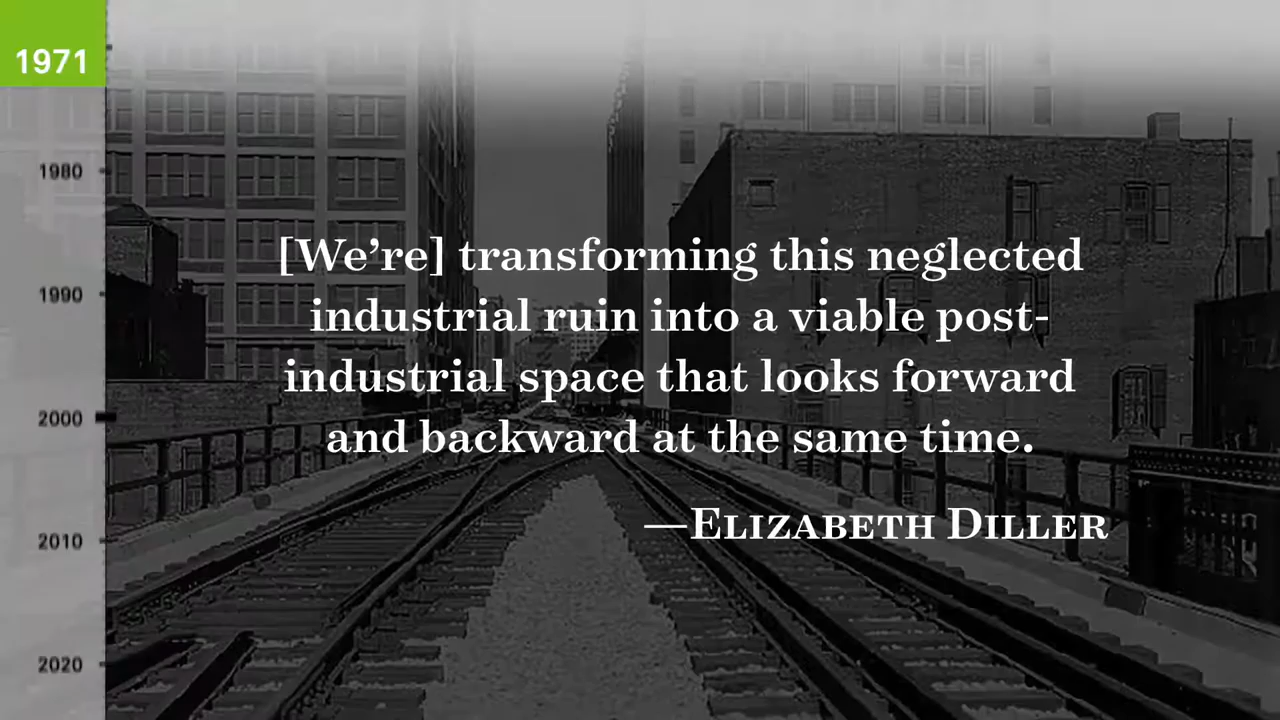 1971
1980
1990
2000
2010
2020
[We’re] transforming this neglected
industrial ruin into a viable post-
industrial space that looks forward
and backward at the same time.
—ELIZABETH DILLER